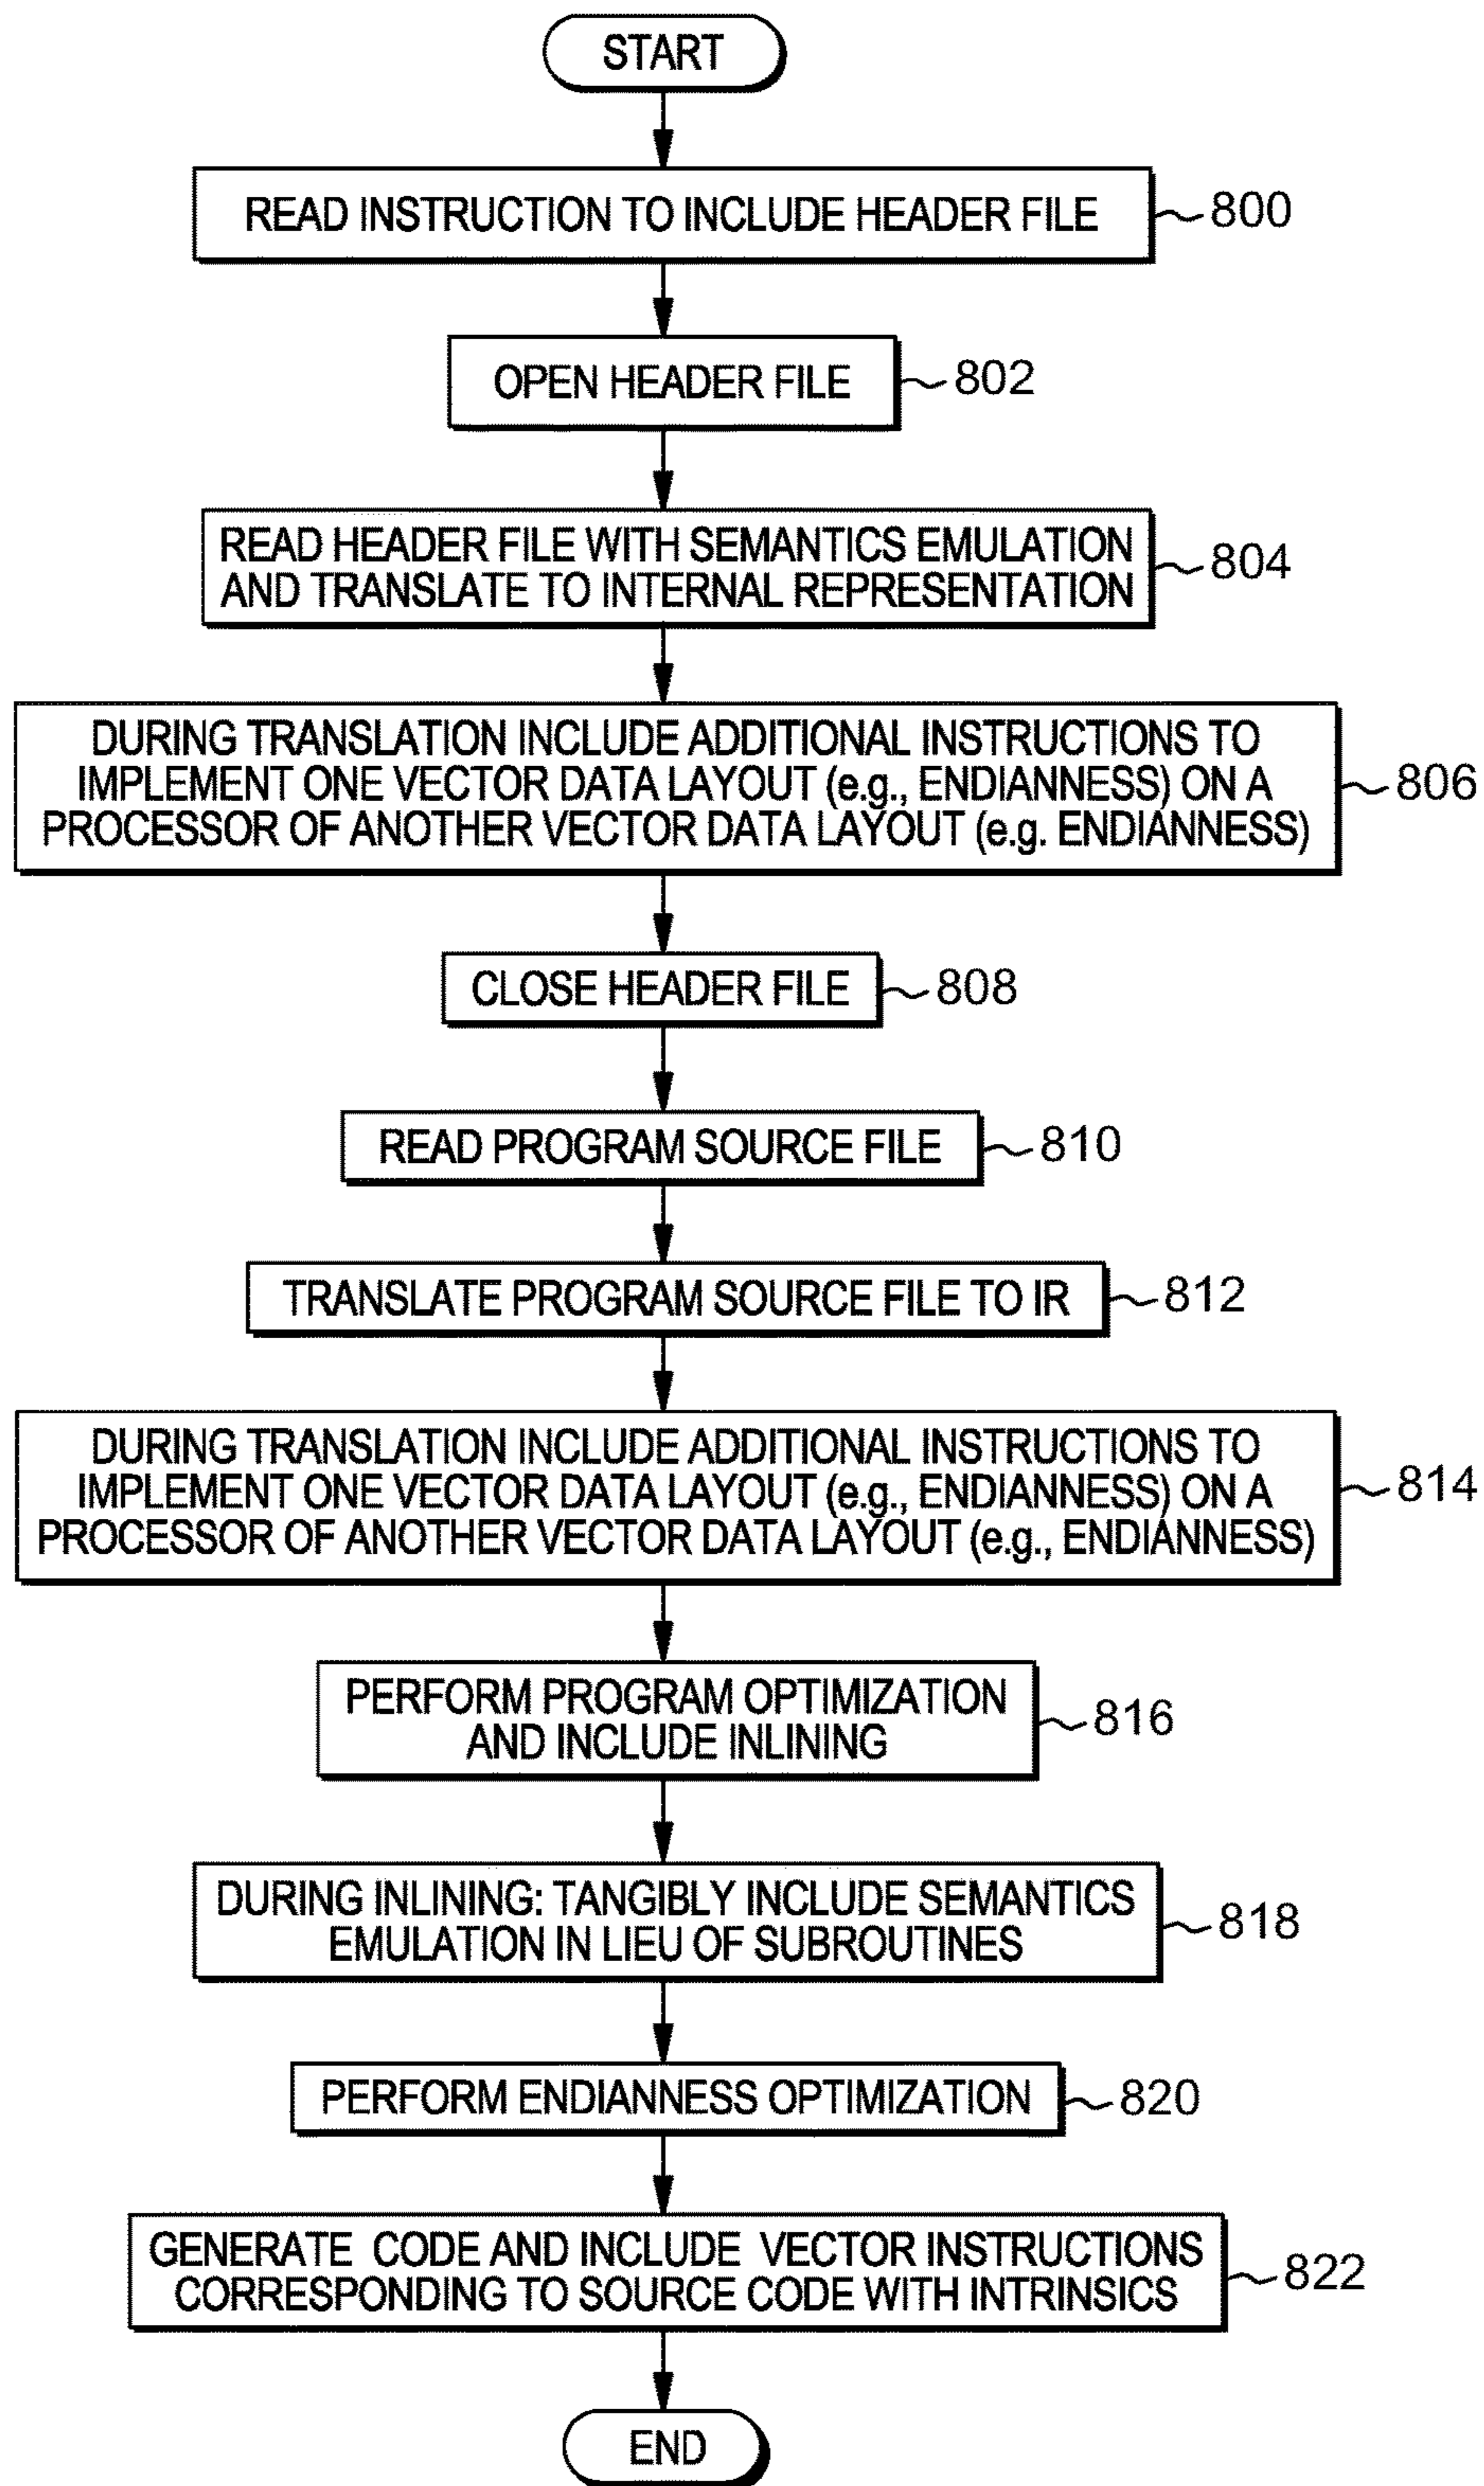 START
READ INSTRUCTION TO INCLUDE HEADER FILE
800
OPEN HEADER FILE
802
READ HEADER FILE WITH SEMANTICS EMULATION
AND TRANSLATE TO INTERNAL REPRESENTATION
804
DURING TRANSLATION INCLUDE ADDITIONAL INSTRUCTIONS TO
IMPLEMENT ONE VECTOR DATA LAYOUT (e.g., ENDIANNESS) ON A
PROCESSOR OF ANOTHER VECTOR DATA LAYOUT (e.g. ENDIANNESS)
806
CLOSE HEADER FILE
808
READ PROGRAM SOURCE FILE
810
TRANSLATE PROGRAM SOURCE FILE TO IR
812
DURING TRANSLATION INCLUDE ADDITIONAL INSTRUCTIONS TO
IMPLEMENT ONE VECTOR DATA LAYOUT (e.g., ENDIANNESS) ON A
PROCESSOR OF ANOTHER VECTOR DATA LAYOUT (e.g., ENDIANNESS)
814
PERFORM PROGRAM OPTIMIZATION
AND INCLUDE INLINING
816
DURING INLINING: TANGIBLY INCLUDE SEMANTICS
EMULATION IN LIEU OF SUBROUTINES
818
PERFORM ENDIANNESS OPTIMIZATION
820
GENERATE CODE AND INCLUDE VECTOR INSTRUCTIONS
CORRESPONDING TO SOURCE CODE WITH INTRINSICS
822
END